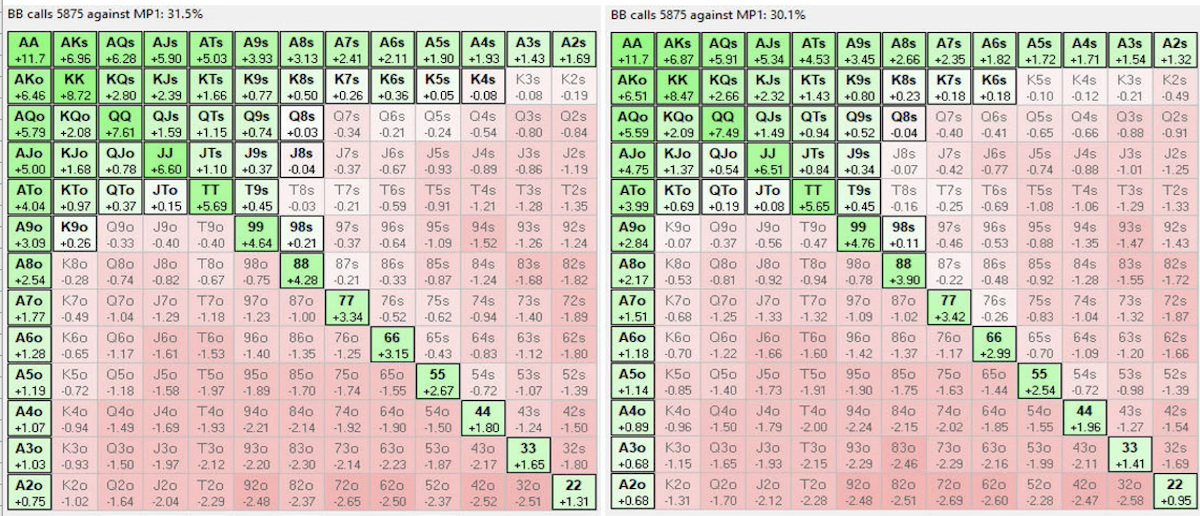 BB calls 5875 against MP1: 31.5%
AA AKs AQs AJs ATs A9s A8s A7s A6s A5s A4s A3s A2s
+11.7 +6.96 +6.28 +5.90 +5.03 +3.93 +3.13 +2.41 +2.11 +1.90 +1.93 +1.43 +1.69
AKo KK KQs KJs KTs K9s K8s K7s K6s K5s K4s K3s K2s
+6.46 +8.72 +2.80 +2.39 +1.66 +0.77 +0.50 +0.26 +0.36 +0.05 -0.08 -0.08 -0.19
AQo KQo QQ QJs QTs Q9s Q8s Q7s Q6s Q5s Q4s Q3s Q2s
+5.79 +2.08 +7.61 +1.59 +1.15 +0.74 +0.03 -0.34 -0.21 -0.24 -0.54 -0.80 -0.84
AJo KJo QJo JJ JTs J9s J8s J7s J6s J5s J4s J3s J2s
+5.00 +1.68 +0.78 +6.60 +1.10 +0.37 -0.04 -0.37 -0.67 -0.93 -0.89 -0.86 -1.19
ATo KTo QTo JTo TT T9s T8s T7s T6s T5s T4s T3s T2s
+4.04 +0.97 +0.37 +0.15 +5.69 +0.45 -0.03 -0.21 -0.59 -0.91 -1.21 -1.28 -1.35
A9o K9o Q9o J9o T9o 99 98s 97s 96s 95s 94s 93s 92s
+3.09 +0.26 -0.33 -0.40 -0.40 +4.64 +0.21 -0.36 -0.64 -1.09 -1.52 -1.26 -1.24
A8o K8o Q8o J8o T8o 98o 88 87s 86s 85s 84s 83s 82s
+2.54 -0.28 -0.74 -0.82 -0.67 -0.75 +4.28 -0.21 -0.33 -0.87 -1.24 -1.68 -1.82
A7o K7o Q7o J7o T7o 97o 87o 77 76s 75s 74s 73s 72s
+1.77 -0.49 -1.04 -1.29 -1.18 -1.23 -1.00 +3.34 -0.52 -0.62 -0.94 -1.40 -1.89
A6o K6o Q6o J6o T6o 96o 86o 76o 66 65s 64s 63s 62s
+1.28 -0.65 -1.17 -1.61 -1.53 -1.40 -1.35 -1.25 +3.15 -0.43 -0.83 -1.12 -1.80
A5o K5o Q5o J5o T5o 95o 85o 75o 65o 55 54s 53s 52s
+1.19 -0.72 -1.18 -1.58 -1.97 -1.89 -1.70 -1.74 -1.55 +2.67 -0.72 -1.07 -1.39
A4o K4o Q4o J4o T4o 94o 84o 74o 64o 54o 44 43s 42s
+1.07 -0.94 -1.49 -1.69 -1.93 -2.21 -2.14 -1.92 -1.90 -1.50 +1.80 -1.24 -1.50
A3o K3o Q3o J3o T3o 93o 83o 73o 63o 53o 43o 33 32s
+1.03 -0.93 -1.50 -1.97 -2.12 -2.20 -2.30 -2.14 -2.23 -1.87 -2.17 +1.65 -1.80
A2o K2o Q2o J2o T2o 92o 82o 72o 62o 52o 42o 32o 22
+0.75 -1.02 -1.64 -2.04 -2.29 -2.48 -2.37 -2.65 -2.50 -2.37 -2.52 -2.51 +1.31
BB calls 5875 against MP1: 30.1%
AA AKs AQs AJs ATs A9s A8s A7s A6s A5s A4s A3s A2s
+11.7 +6.87 +5.91 +5.34 +4.53 +3.45 +2.66 +2.35 +1.82 +1.72 +1.71 +1.54 +1.32
AKo KK KQs KJs KTs K9s K8s K7s K6s K5s K4s K3s K2s
+6.51 +8.47 +2.66 +2.32 +1.43 +0.80 +0.23 +0.18 +0.18 -0.10 -0.12 -0.21 -0.49
AQo KQo QQ QJs QTs Q9s Q8s Q7s Q6s Q5s Q4s Q3s Q2s
+5.59 +2.09 +7.49 +1.49 +0.94 +0.52 -0.04 -0.40 -0.41 -0.65 -0.66 -0.88 -0.91
AJo KJo QJo JJ JTs J9s J8s J7s J6s J5s J4s J3s J2s
+4.75 +1.37 +0.54 +6.51 +0.84 +0.34 -0.07 -0.42 -0.77 -0.74 -0.88 -1.01 -1.25
ATo KTo QTo JTo TT T9s T8s T7s T6s T5s T4s T3s T2s
+3.99 +0.69 +0.19 +0.08 +5.65 +0.45 -0.16 -0.25 -0.69 -1.06 -1.06 -1.29 -1.33
A9o K9o Q9o J9o T9o 99 98s 97s 96s 95s 94s 93s 92s
+2.84 -0.07 -0.37 -0.56 -0.47 +4.76 +0.11 -0.46 -0.53 -0.88 -1.35 -1.47 -1.43
A8o K8o Q8o J8o T8o 98o 88 87s 86s 85s 84s 83s 82s
+2.17 -0.53 -0.81 -0.92 -0.94 -0.78 +3.90 -0.22 -0.48 -0.92 -1.28 -1.55 -1.72
A7o K7o Q7o J7o T7o 97o 87o 77 76s 75s 74s 73s 72s
+1.51 -0.68 -1.25 -1.33 -1.32 -1.09 -1.02 +3.42 -0.26 -0.83 -1.04 -1.32 -1.87
A6o K6o Q6o J6o T6o 96o 86o 76o 66 65s 64s 63s 62s
+1.18 -0.70 -1.22 -1.66 -1.60 -1.42 -1.37 -1.17 +2.99 -0.70 -1.09 -1.20 -1.66
A5o K5o Q5o J5o T5o 95o 85o 75o 65o 55 54s 53s 52s
+1.14 -0.85 -1.40 -1.73 -1.91 -1.90 -1.75 -1.63 -1.44 +2.54 -0.72 -0.98 -1.39
A4o K4o Q4o J4o T4o 94o 84o 74o 64o 54o 44 43s 42s
+0.89 -0.96 -1.50 -1.79 -2.00 -2.24 -2.15 -2.02 -1.85 -1.55 +1.96 -1.27 -1.54
A3o K3o Q3o J3o T3o 93o 83o 73o 63o 53o 43o 33 32s
+0.68 -1.15 -1.65 -1.93 -2.15 -2.29 -2.46 -2.29 -2.16 -1.99 -2.11 +1.41 -1.69
A2o K2o Q2o J2o T2o 92o 82o 72o 62o 52o 42o 32o 22
+0.68 -1.31 -1.70 -2.12 -2.28 -2.48 -2.51 -2.69 -2.60 -2.28 -2.47 -2.58 +0.95